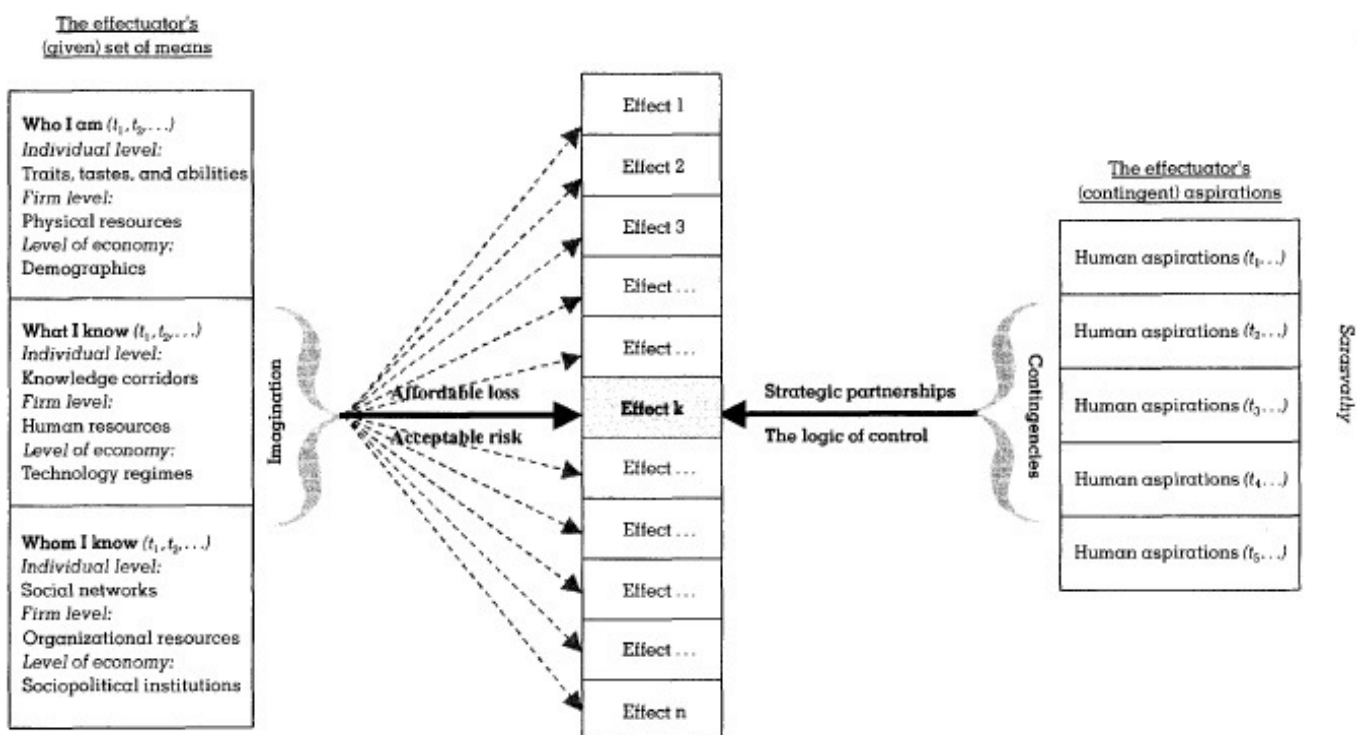 The effectuator's
(given) set of means
Who I am (t₁, t₂,...)
Individual level:
Traits, tastes, and abilities
Firm level:
Physical resources
Level of economy:
Demographics
What I know (t₁, t₂,...)
Individual level:
Knowledge corridors
Firm level:
Human resources
Level of economy:
Technology regimes
Whom I know (t₁, t₂,...)
Individual level:
Social networks
Firm level:
Organizational resources
Level of economy:
Sociopolitical institutions
Imagination
Affordable loss
Acceptable risk
Effect 1
Effect 2
Effect 3
Effect ...
Effect ...
Effect k
Effect ...
Effect ...
Effect ...
Effect ...
Effect n
Strategic partnerships
The logic of control
Contingencies
The effectuator's
(contingent) aspirations
Human aspirations (t₁...)
Human aspirations (t₂...)
Human aspirations (t₃...)
Human aspirations (t₄...)
Human aspirations (t₅...)
Sarasvathy